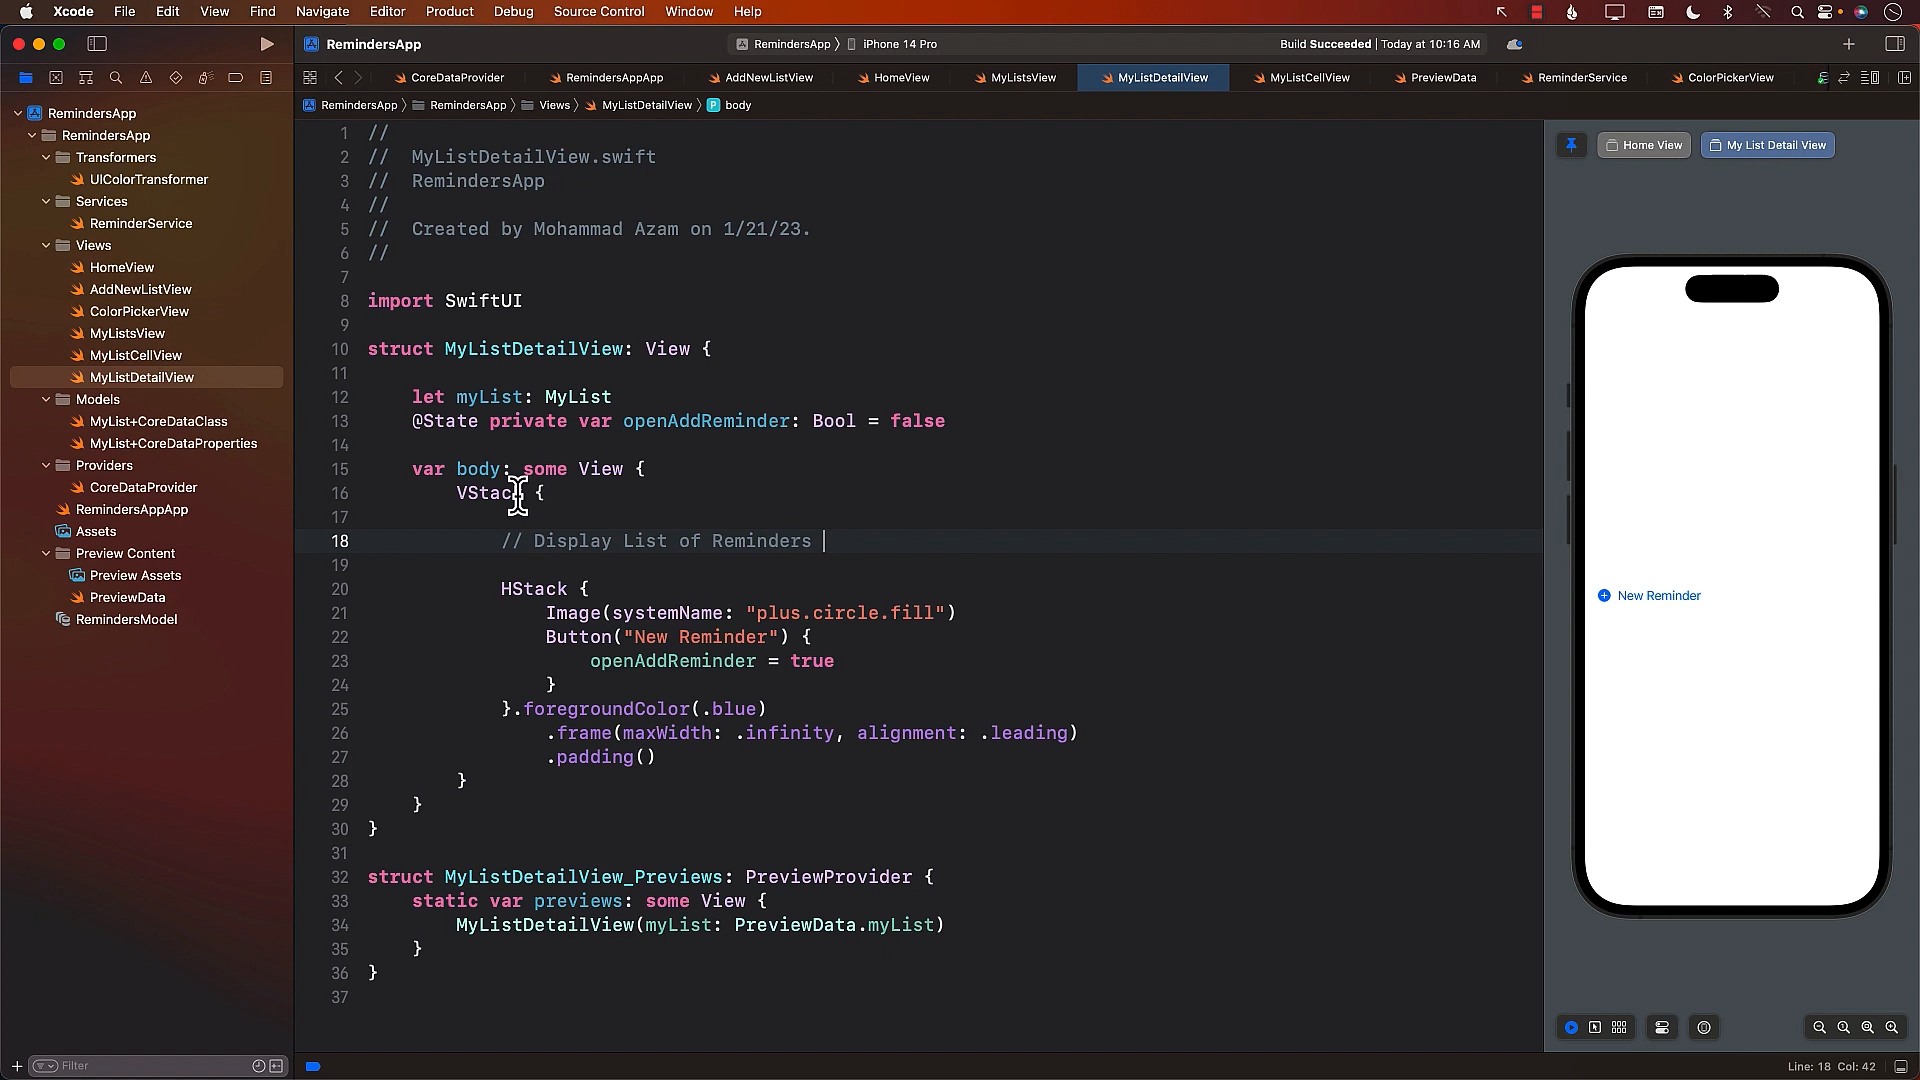 Xcode File Edit View Find Navigate Editor Product Debug Source Control Window Help
RemindersApp
RemindersApp iPhone 14 Pro
Build Succeeded | Today at 10:16 AM
CoreDataProvider RemindersAppApp AddNewListView HomeView MyListsView MyListDetailView MyListCellView PreviewData ReminderService ColorPickerView
RemindersApp RemindersApp Views MyListDetailView P body
RemindersApp
RemindersApp
Transformers
UIColorTransformer
Services
ReminderService
Views
HomeView
AddNewListView
ColorPickerView
MyListsView
MyListCellView
MyListDetailView
Models
MyList+CoreDataClass
MyList+CoreDataProperties
Providers
CoreDataProvider
RemindersAppApp
Assets
Preview Content
Preview Assets
PreviewData
RemindersModel
Filter
1 //
2 // MyListDetailView.swift
3 // RemindersApp
4 //
5 // Created by Mohammad Azam on 1/21/23.
6 //
7
8 import SwiftUI
9
10 struct MyListDetailView: View {
11
12 let myList: MyList
13 @State private var openAddReminder: Bool = false
14
15 var body: some View {
16 VStack {
17
18 // Display List of Reminders
19
20 HStack {
21 Image(systemName: "plus.circle.fill")
22 Button("New Reminder") {
23 openAddReminder = true
24 }
25 }.foregroundColor(.blue)
26 .frame(maxWidth: .infinity, alignment: .leading)
27 .padding()
28 }
29 }
30 }
31
32 struct MyListDetailView_Previews: PreviewProvider {
33 static var previews: some View {
34 MyListDetailView(myList: PreviewData.myList)
35 }
36 }
37
Home View My List Detail View
New Reminder
Line: 18 Col: 42